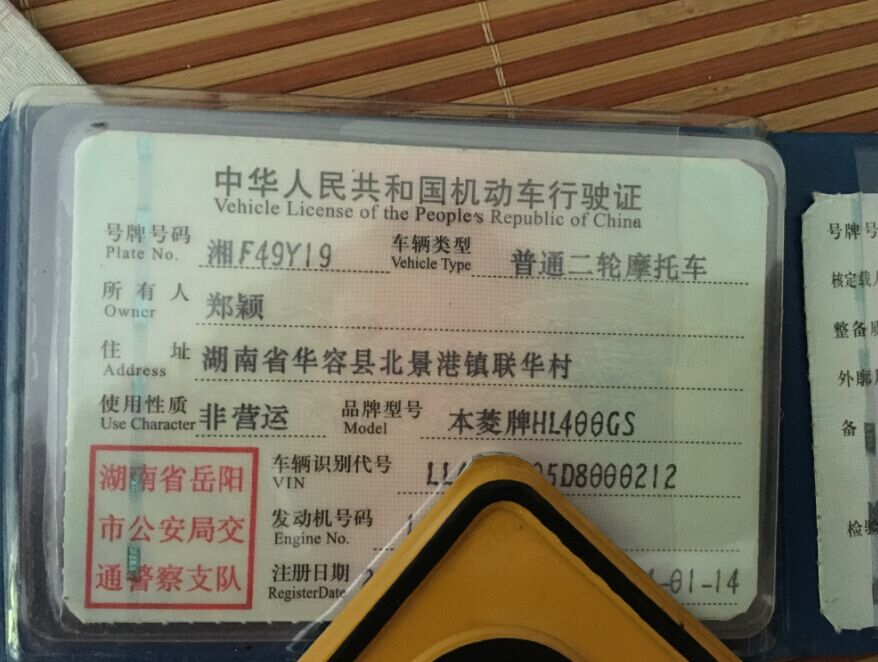 中华人民共和国机动车行驶证
Vehicle License of the People's Republic of China
号牌号码 湘F49Y19 车辆类型 普通二轮摩托车
Plate No. Vehicle Type
所有人 郑颖
Owner
住址 湖南省华容县北景港镇联华村
Address
使用性质 非营运 品牌型号 本菱牌HL400GS
Use Character Model
湖南省岳阳
市公安局交
通警察支队
车辆识别代号 5D8000212
VIN
发动机号码
Engine No.
注册日期 01-14
RegisterDate
号牌号
核定载
整备
外廓
备
检验